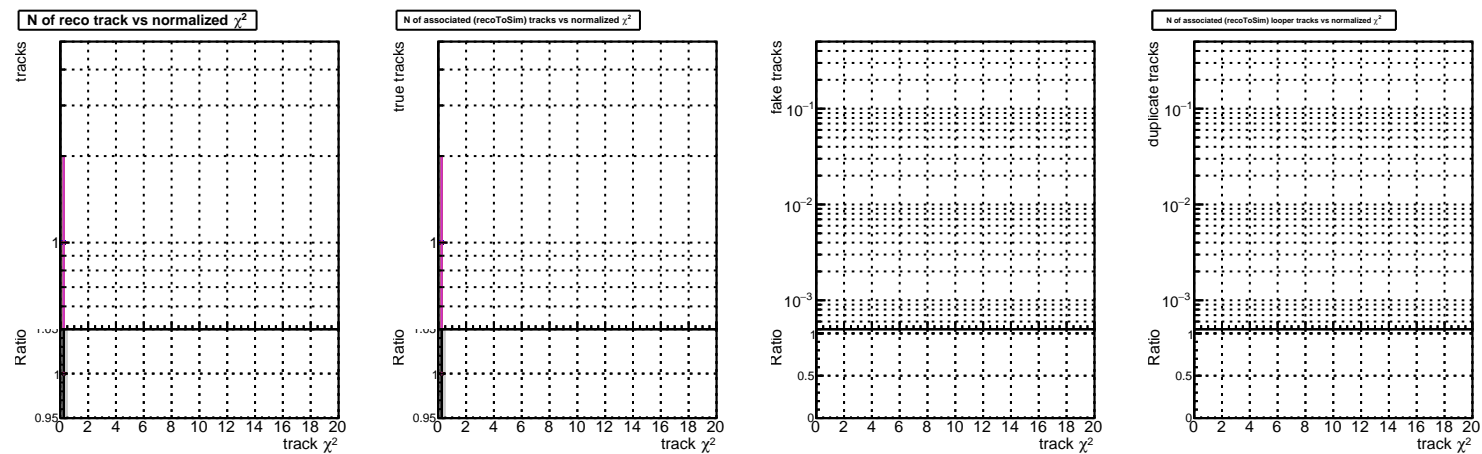 N of reco track vs normalized χ²
tracks
1
Ratio
1
0.95
0 2 4 6 8 10 12 14 16 18 20
track χ²
N of associated (recoToSim) tracks vs normalized χ²
true tracks
1
Ratio
1
0.95
0 2 4 6 8 10 12 14 16 18 20
track χ²
fake tracks
10⁻¹
10⁻²
10⁻³
Ratio
1
0.5
0
0 2 4 6 8 10 12 14 16 18 20
track χ²
N of associated (recoToSim) looper tracks vs normalized χ²
duplicate tracks
10⁻¹
10⁻²
10⁻³
Ratio
1
0.5
0
0 2 4 6 8 10 12 14 16 18 20
track χ²